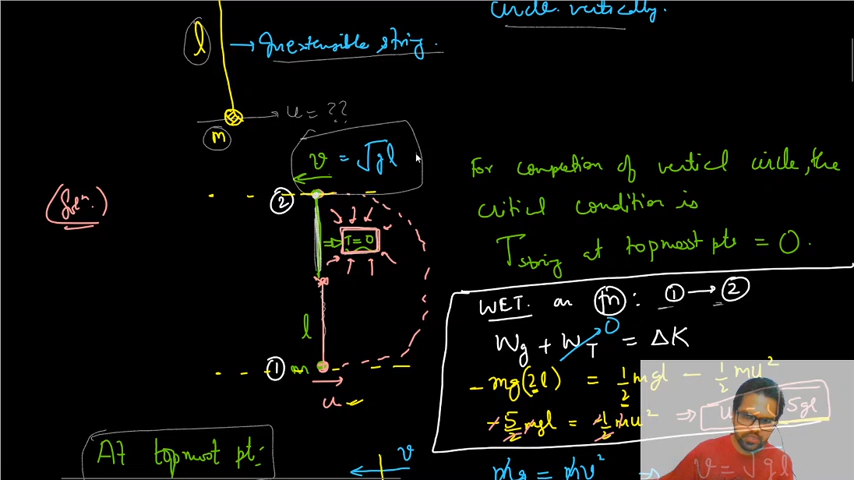 circle vertically.
l → Inextensible string.
m → u = ??
v = √gl
(Soln.)
②
⇒ T = 0
l
① m
u
For completion of vertical circle, the
critical condition is
Tstring at topmost pts = 0.
WET on m: ① → ②
Wg + WT = ΔK
0
-mg(2l) = 1/2 mgl - 1/2 mu²
-5/2 mgl = -1/2 mu² ⇒ 5gl
At topmost pt:
v
mg = mv²
→ v = √gl